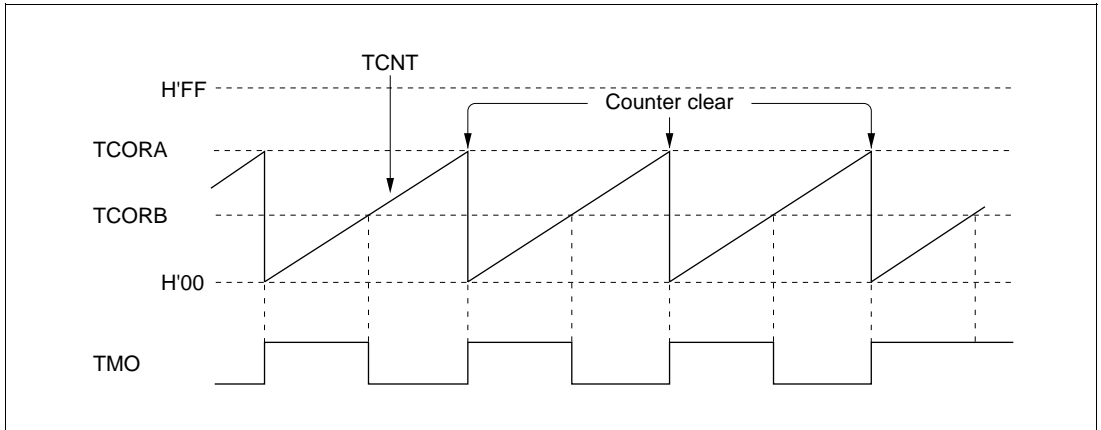 TCNT
H'FF
Counter clear
TCORA
TCORB
H'00
TMO